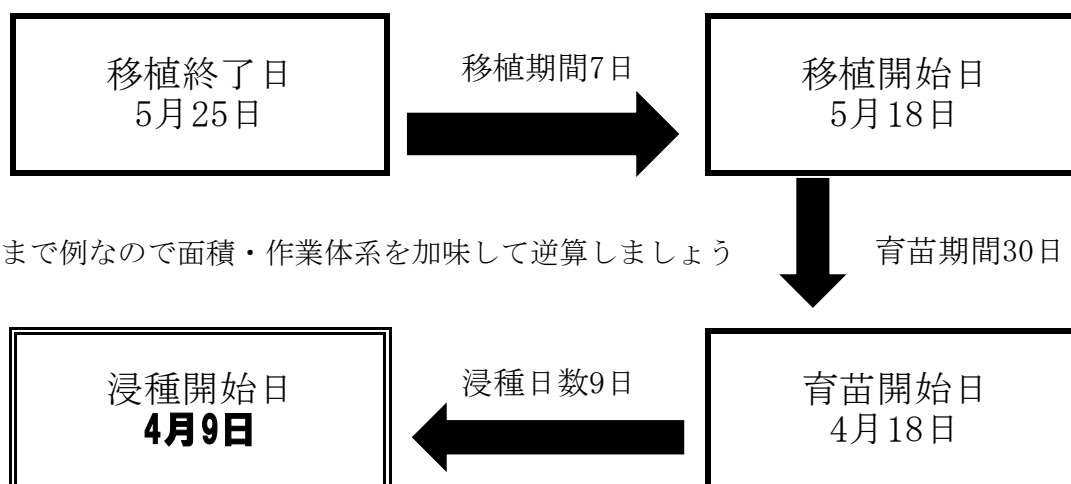 移植終了日
5月25日
移植期間7日
移植開始日
5月18日
まで例なので面積・作業体系を加味して逆算しましょう
育苗期間30日
浸種開始日
4月9日
浸種日数9日
育苗開始日
4月18日